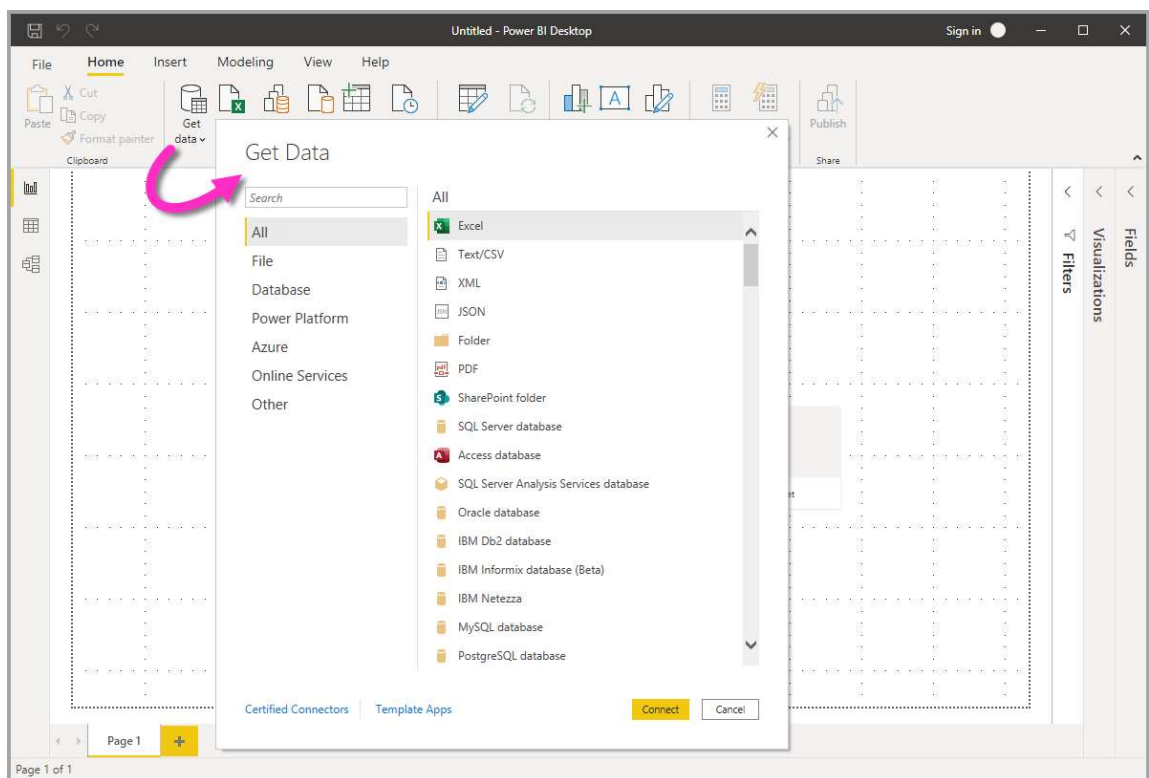 Untitled - Power BI Desktop
Sign in
File
Home
Insert
Modeling
View
Help
Cut
Copy
Format painter
Paste
Clipboard
Get
data
Publish
Share
Get Data
Search
All
File
Database
Power Platform
Azure
Online Services
Other
All
Excel
Text/CSV
XML
JSON
Folder
PDF
SharePoint folder
SQL Server database
Access database
SQL Server Analysis Services database
Oracle database
IBM Db2 database
IBM Informix database (Beta)
IBM Netezza
MySQL database
PostgreSQL database
Certified Connectors
Template Apps
Connect
Cancel
Filters
Visualizations
Fields
Page 1
Page 1 of 1